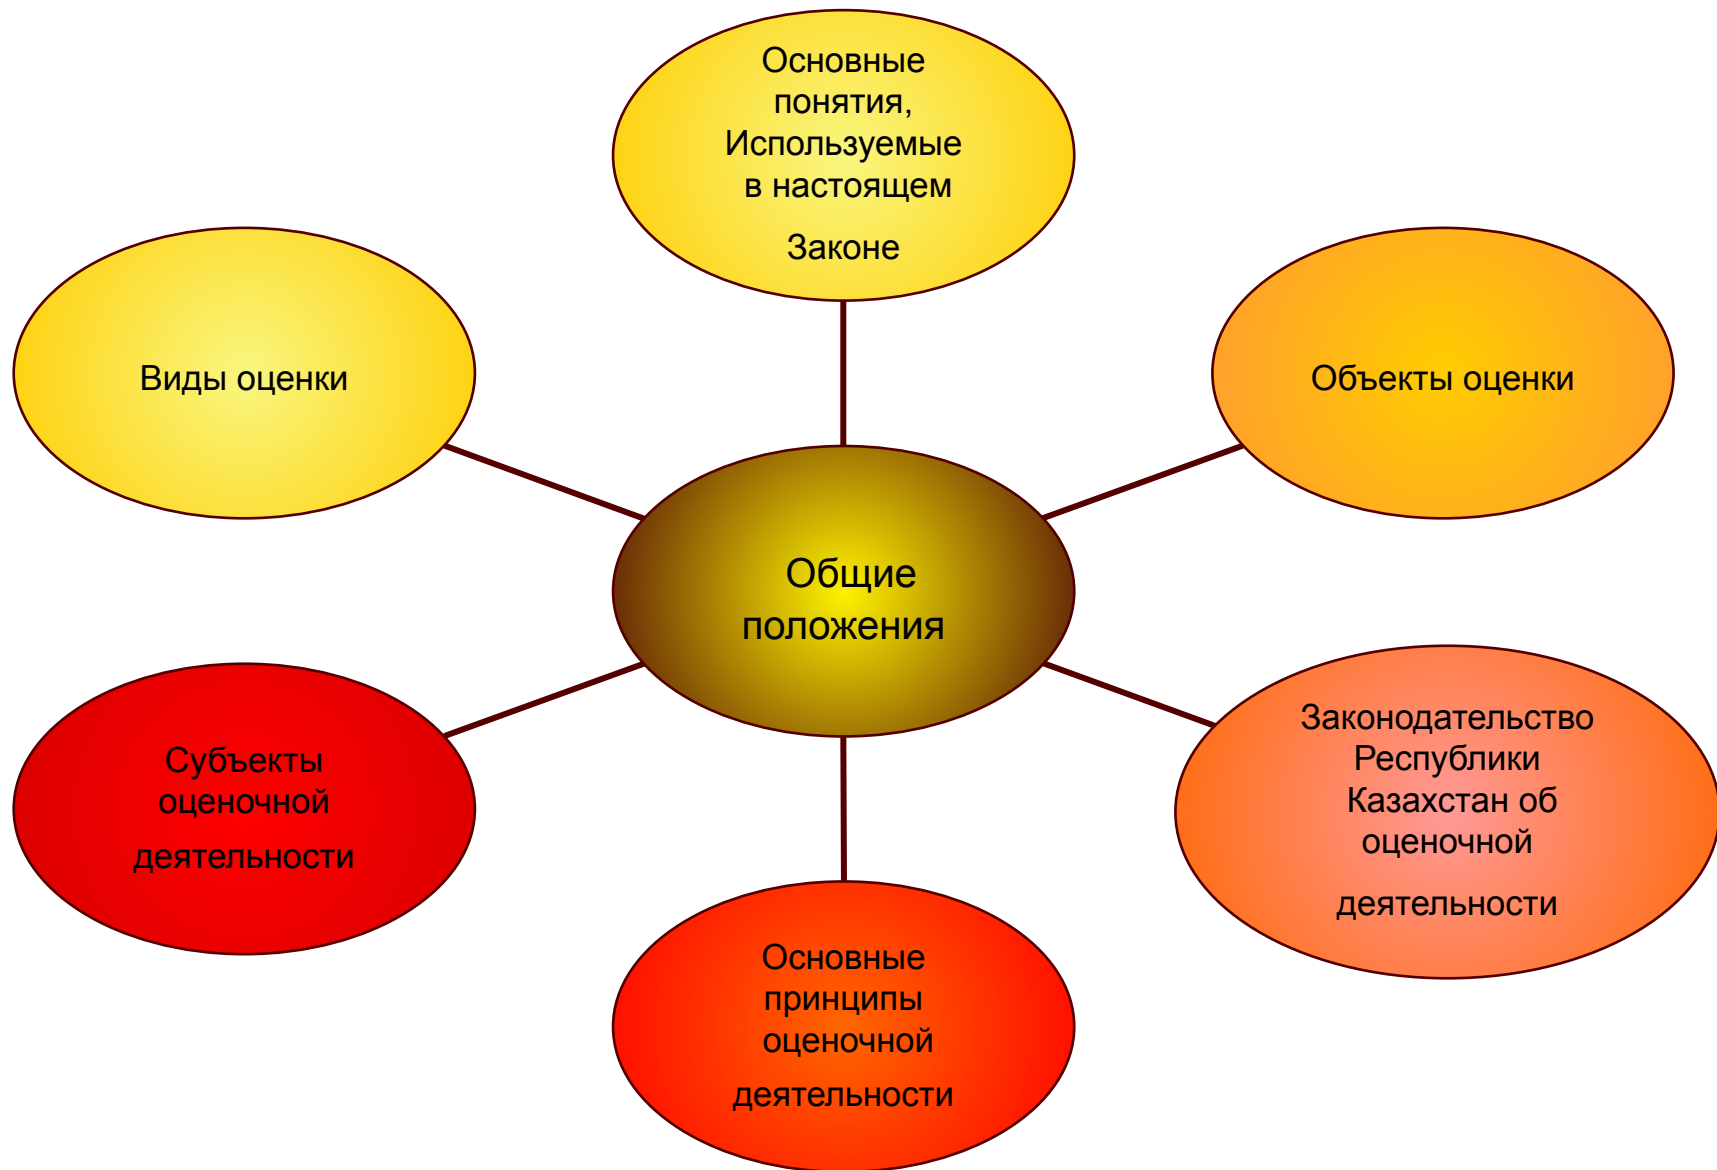 Основные
понятия,
Используемые
в настоящем
Законе
Виды оценки
Объекты оценки
Общие
положения
Субъекты
оценочной
деятельности
Законодательство
Республики
Казахстан об
оценочной
деятельности
Основные
принципы
оценочной
деятельности